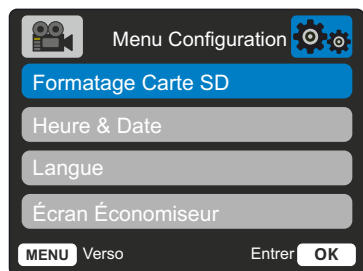 Menu Configuration
Formatage Carte SD
Heure & Date
Langue
Écran Économiseur
MENU Verso Entrer OK